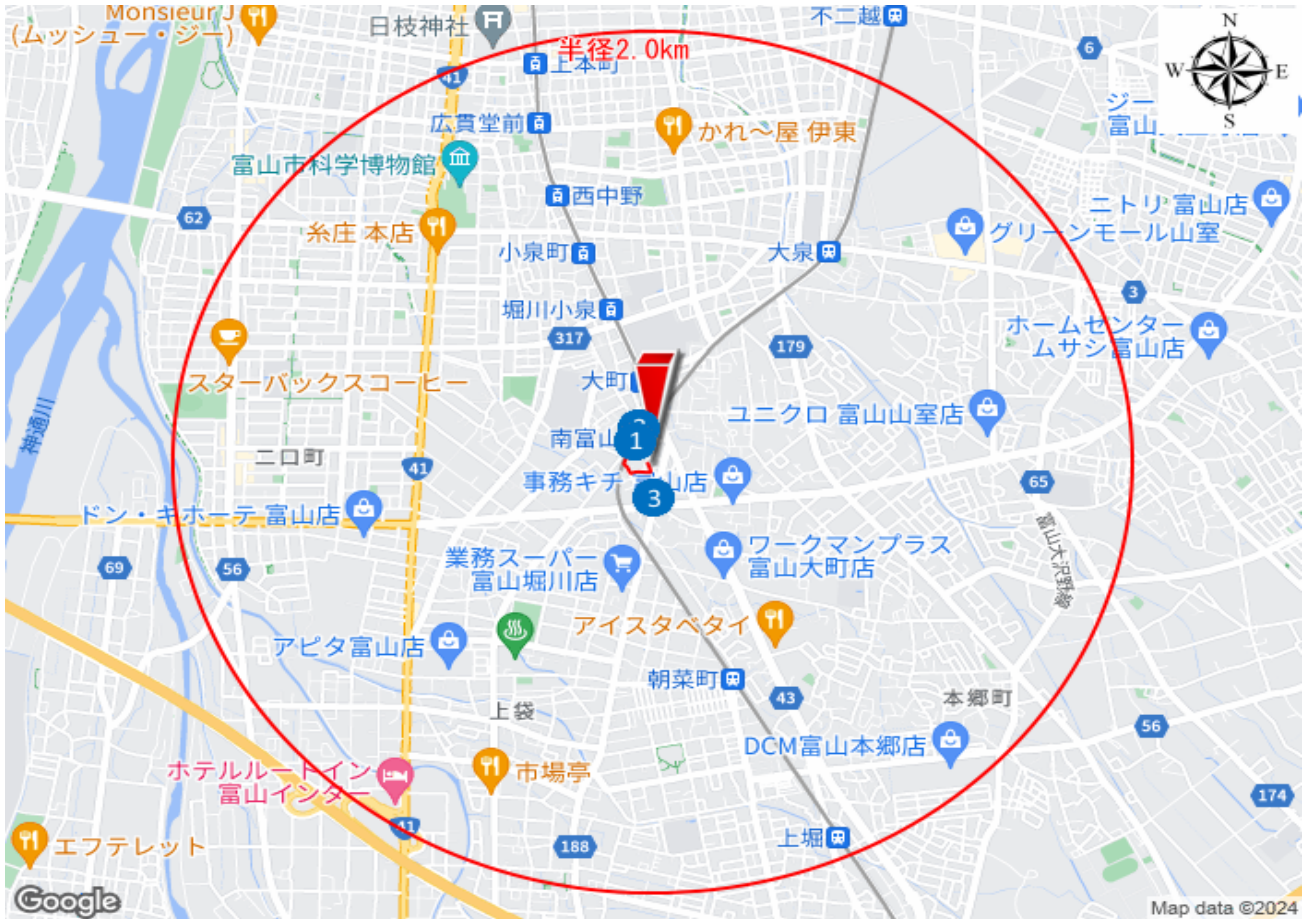 Monsieur J
(ムッシュー・ジー)
日枝神社
不二越
N
W
E
S
半径2.0km
上本町
41
6
ジー
富山
広貫堂前
かれ〜屋 伊東
富山市科学博物館
西中野
62
糸庄 本店
ニトリ 富山店
グリーンモール山室
小泉町
大泉
3
堀川小泉
317
179
ホームセンター
ムサシ富山店
スターバックスコーヒー
大町
ユニクロ 富山山室店
神通川
南富山
1
二口町
41
事務キチ 富山店
3
65
ドン・キホーテ 富山店
富山大沢野線
業務スーパー
富山堀川店
ワークマンプラス
富山大町店
69
56
アイスタベタイ
アピタ富山店
朝菜町
43
本郷町
上袋
56
DCM富山本郷店
ホテルルートイン
富山インター
市場亭
174
41
エフテレット
188
上堀
Google
Map data ©2024